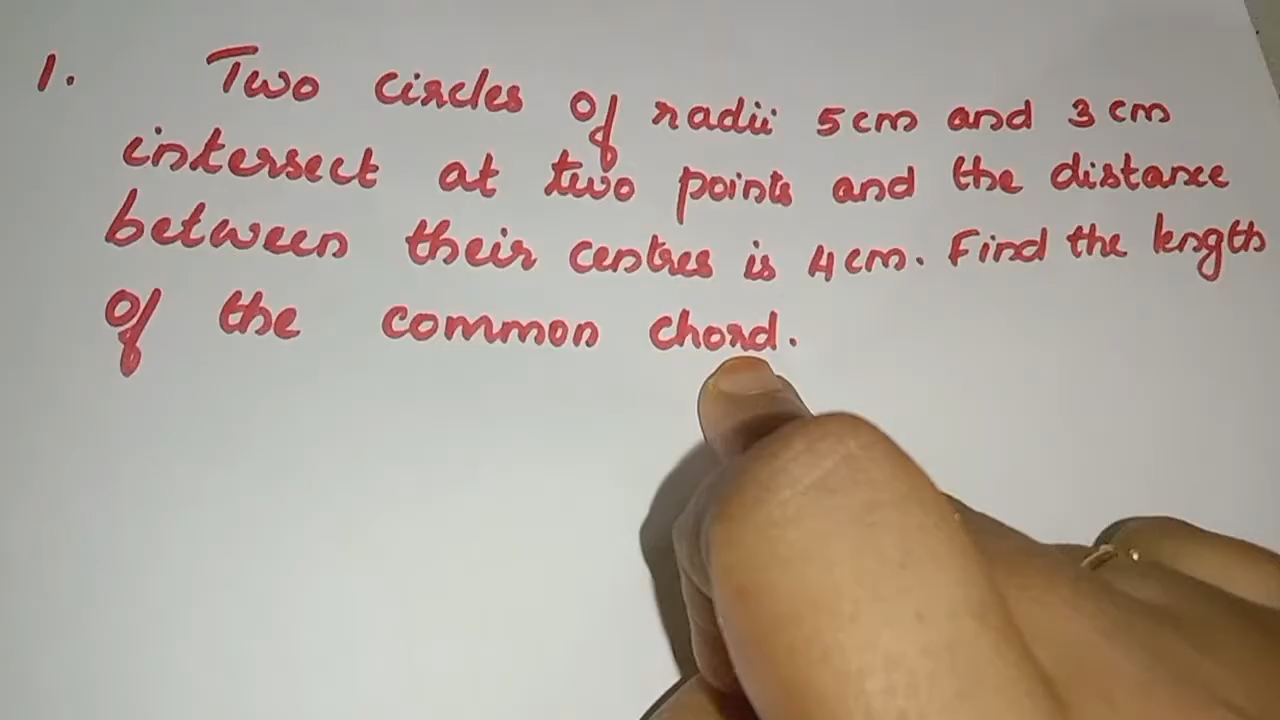 1. Two circles of radii 5cm and 3cm
intersect at two points and the distance
between their centres is 4cm. Find the length
of the common chord.